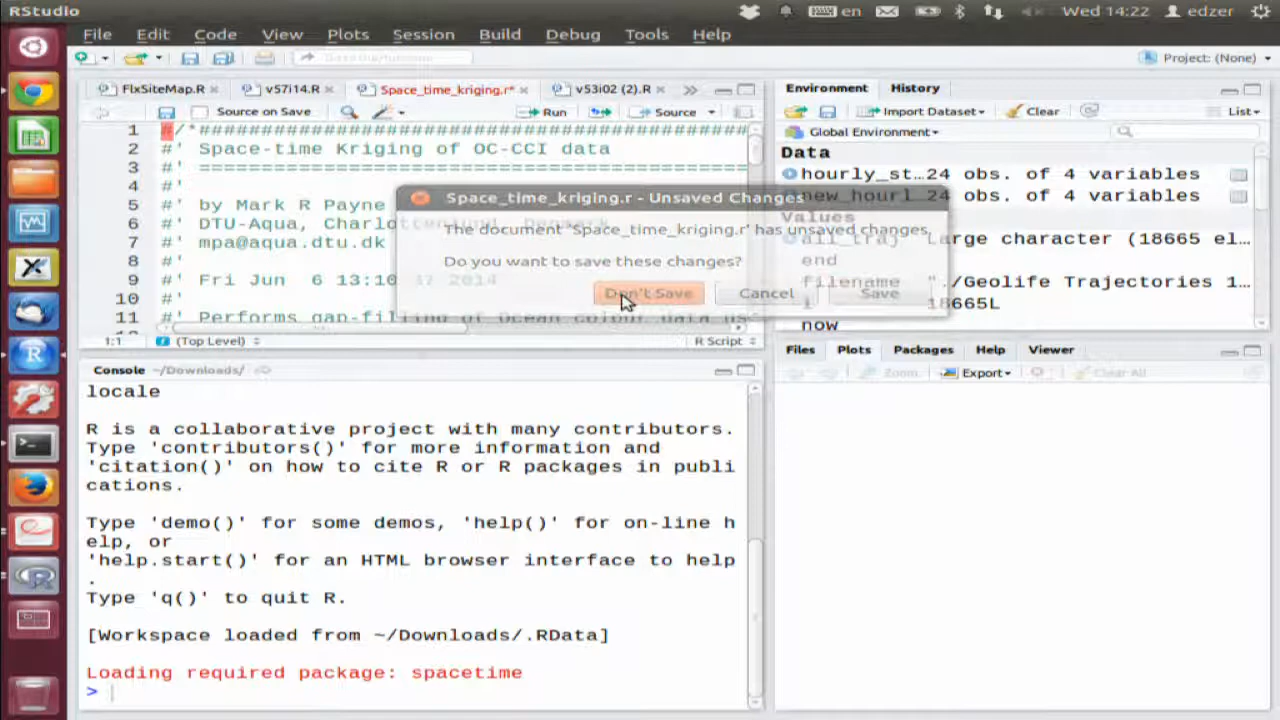 RStudio
en
Wed 14:22
edzer
File Edit Code View Plots Session Build Debug Tools Help
Project: (None)
FlxSiteMap.R
v57i14.R
Space_time_kriging.r*
v53i02 (2).R
Source on Save
Run
Source
1 #/*############################################
2 #' Space-time Kriging of OC-CCI data
3 #' ============================================
4 #'
5 #' by Mark R Payne
6 #' DTU-Aqua, Charlottenlund, Denmark
7 #' mpa@aqua.dtu.dk
8 #'
9 #' Fri Jun 6 13:10:47 2014
10 #'
11 #' Performs gap-filling of Ocean colour data
1:1
(Top Level)
R Script
Space_time_kriging.r - Unsaved Changes
The document 'Space_time_kriging.r' has unsaved changes.
Do you want to save these changes?
Don't Save
Cancel
Save
Environment
History
Import Dataset
Clear
List
Global Environment
Data
hourly_st… 24 obs. of 4 variables
new_hourl 24 obs. of 4 variables
Values
all_traj Large character (18665 el…
end
filename "./Geolife Trajectories 1…
i 18665L
now
Console ~/Downloads/
locale
R is a collaborative project with many contributors.
Type 'contributors()' for more information and
'citation()' on how to cite R or R packages in publi
cations.
Type 'demo()' for some demos, 'help()' for on-line h
elp, or
'help.start()' for an HTML browser interface to help
.
Type 'q()' to quit R.
[Workspace loaded from ~/Downloads/.RData]
Loading required package: spacetime
>
Files
Plots
Packages
Help
Viewer
Zoom
Export
Clear All